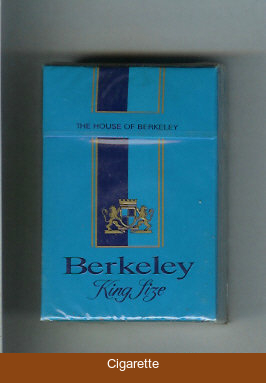 THE HOUSE OF BERKELEY
Berkeley
King Size
Cigarette